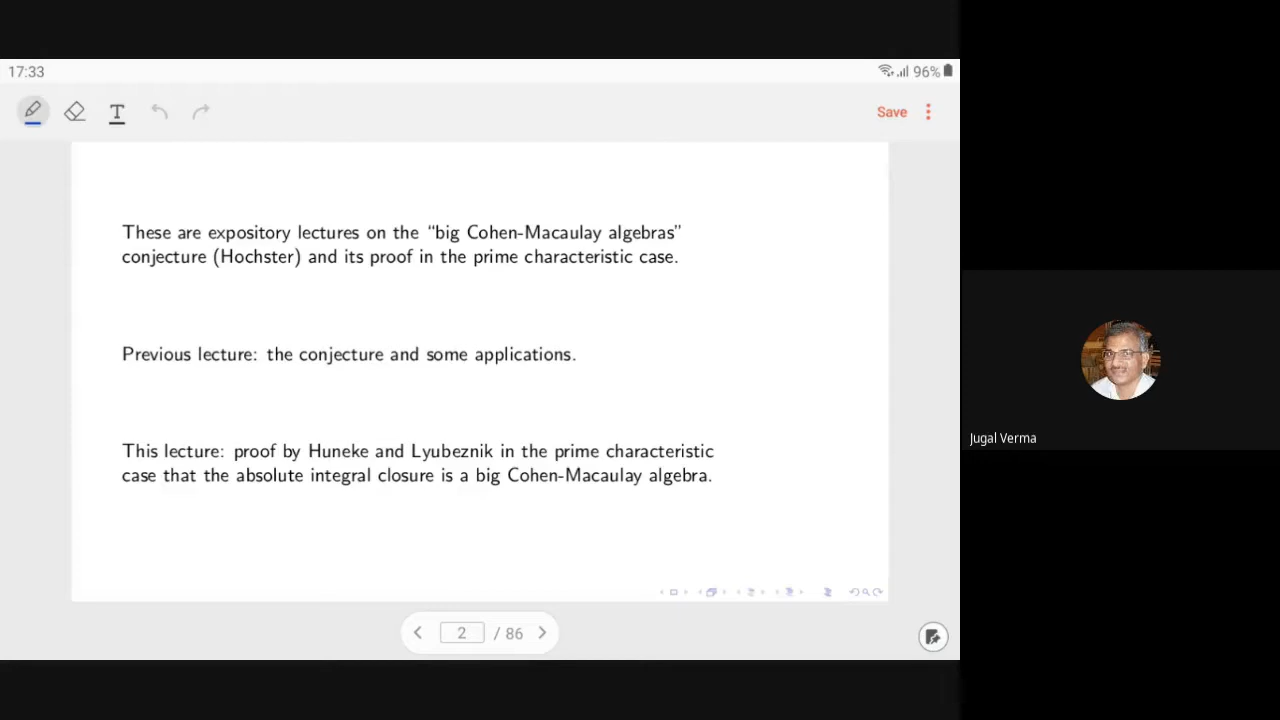 17:33
96%
T
Save
These are expository lectures on the “big Cohen-Macaulay algebras”
conjecture (Hochster) and its proof in the prime characteristic case.
Previous lecture: the conjecture and some applications.
This lecture: proof by Huneke and Lyubeznik in the prime characteristic
case that the absolute integral closure is a big Cohen-Macaulay algebra.
2 / 86
Jugal Verma